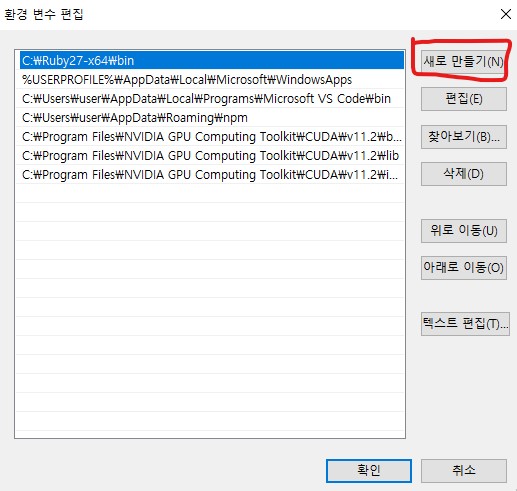 환경 변수 편집
C:₩Ruby27-x64₩bin
%USERPROFILE%₩AppData₩Local₩Microsoft₩WindowsApps
C:₩Users₩user₩AppData₩Local₩Programs₩Microsoft VS Code₩bin
C:₩Users₩user₩AppData₩Roaming₩npm
C:₩Program Files₩NVIDIA GPU Computing Toolkit₩CUDA₩v11.2₩b...
C:₩Program Files₩NVIDIA GPU Computing Toolkit₩CUDA₩v11.2₩lib
C:₩Program Files₩NVIDIA GPU Computing Toolkit₩CUDA₩v11.2₩i...
새로 만들기(N)
편집(E)
찾아보기(B)...
삭제(D)
위로 이동(U)
아래로 이동(O)
텍스트 편집(T)...
확인
취소